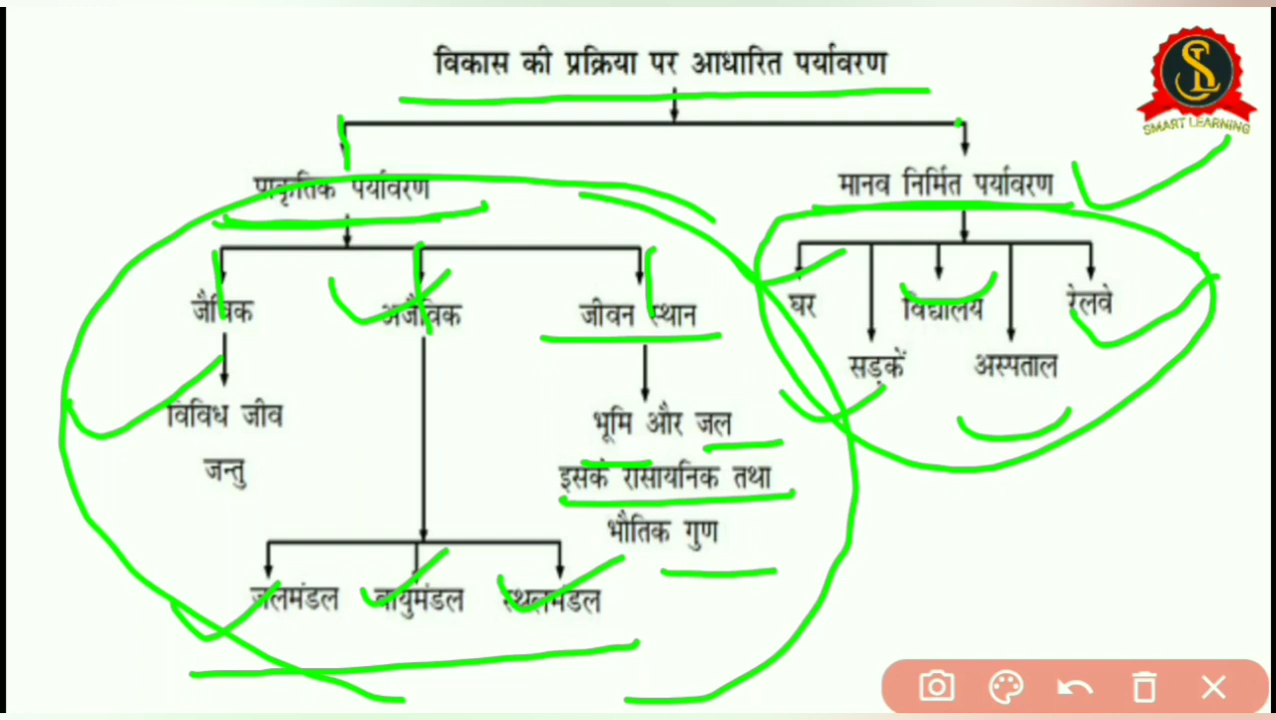 विकास की प्रक्रिया पर आधारित पर्यावरण
SMART LEARNING
प्राकृतिक पर्यावरण
मानव निर्मित पर्यावरण
जैविक
अजैविक
जीवन स्थान
घर
विद्यालय
रेलवे
सड़कें
अस्पताल
विविध जीव
जन्तु
भूमि और जल
इसके रासायनिक तथा
भौतिक गुण
जलमंडल
वायुमंडल
स्थलमंडल